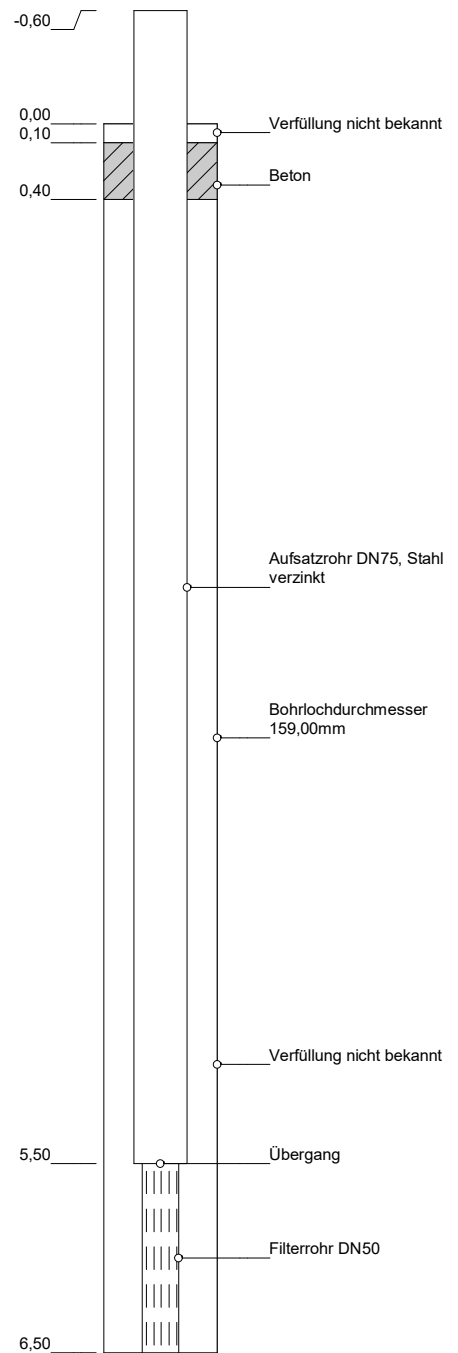 -0,60
0,00
Verfüllung nicht bekannt
0,10
Beton
0,40
Aufsatzrohr DN75, Stahl
verzinkt
Bohrlochdurchmesser
159,00mm
Verfüllung nicht bekannt
5,50
Übergang
Filterrohr DN50
6,50